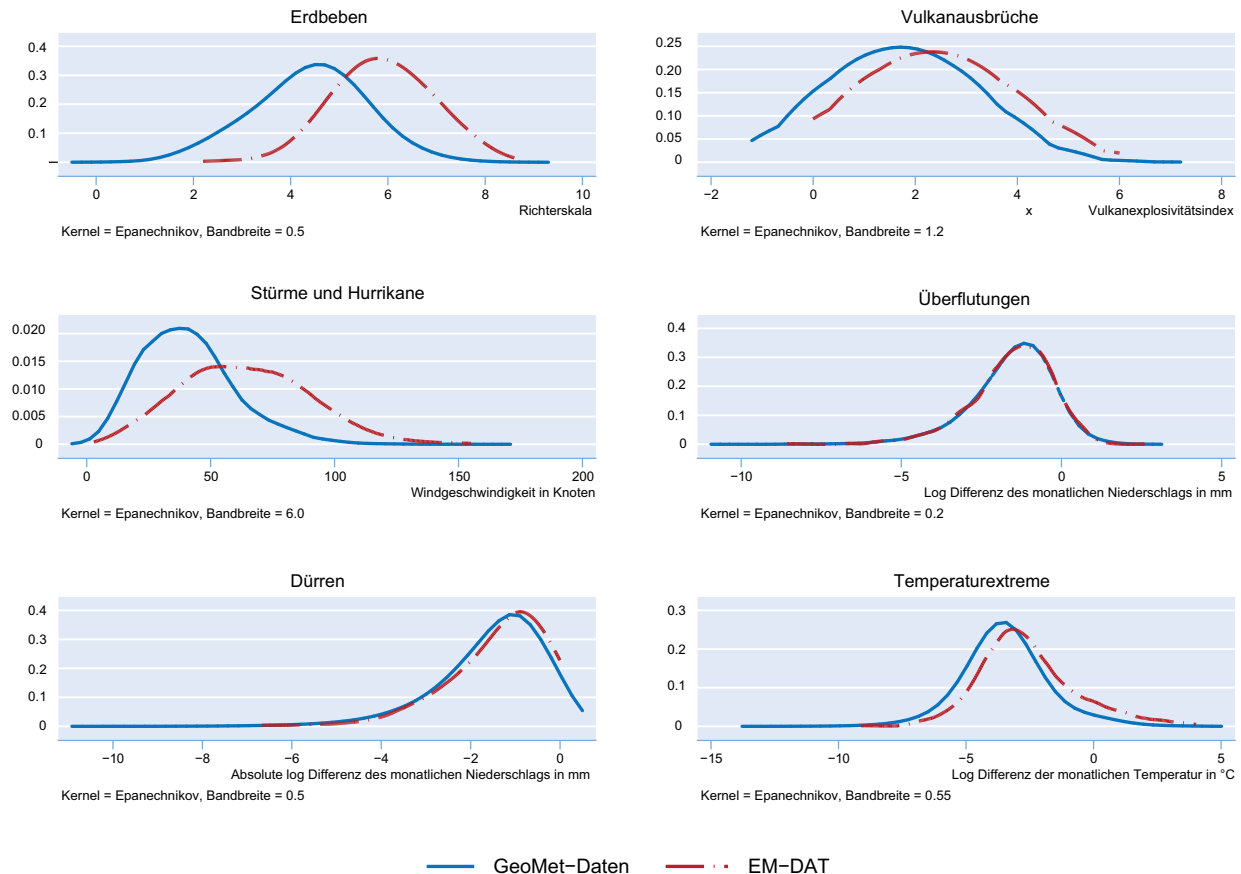 Erdbeben
0.4
0.3
0.2
0.1
–
0 2 4 6 8 10
Richterskala
Kernel = Epanechnikov, Bandbreite = 0.5
Vulkanausbrüche
0.25
0.20
0.15
0.10
0.05
0
−2 0 2 4 6 8
x Vulkanexplosivitätsindex
Kernel = Epanechnikov, Bandbreite = 1.2
Stürme und Hurrikane
0.020
0.015
0.010
0.005
0
0 50 100 150 200
Windgeschwindigkeit in Knoten
Kernel = Epanechnikov, Bandbreite = 6.0
Überflutungen
0.4
0.3
0.2
0.1
0
−10 −5 0 5
Log Differenz des monatlichen Niederschlags in mm
Kernel = Epanechnikov, Bandbreite = 0.2
Dürren
0.4
0.3
0.2
0.1
0
−10 −8 −6 −4 −2 0
Absolute log Differenz des monatlichen Niederschlags in mm
Kernel = Epanechnikov, Bandbreite = 0.5
Temperaturextreme
0.3
0.2
0.1
0
−15 −10 −5 0 5
Log Differenz der monatlichen Temperatur in °C
Kernel = Epanechnikov, Bandbreite = 0.55
GeoMet−Daten EM−DAT